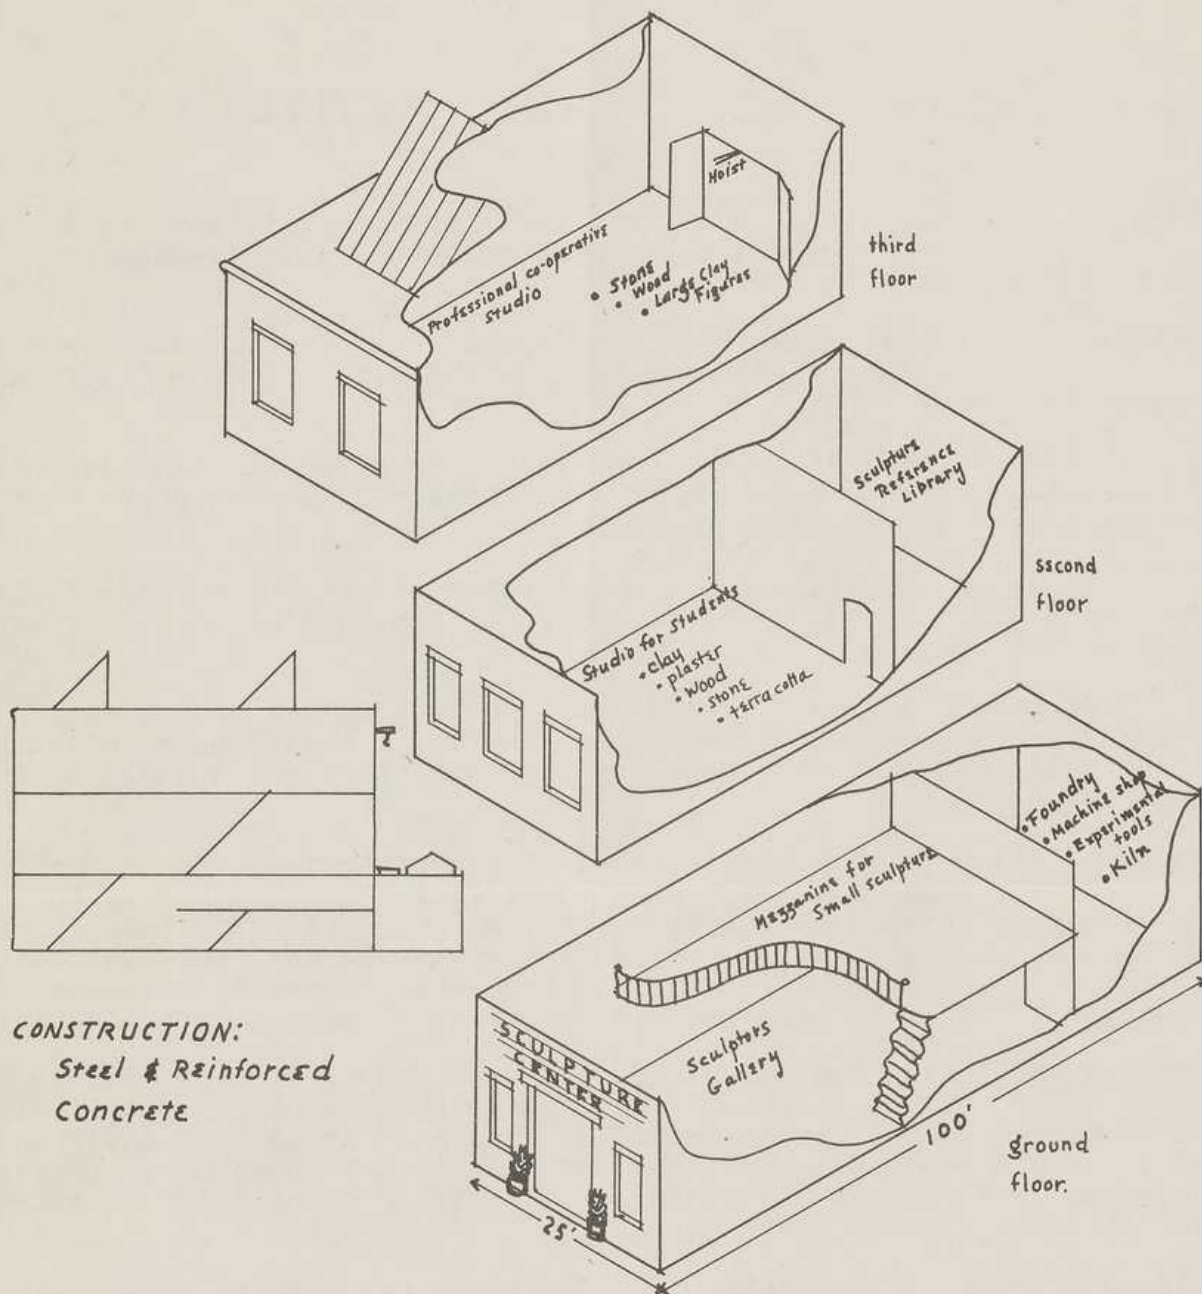 Hoist
third
floor
Professional co-operative
Studio
• Stone
• Wood
• Large Clay
Figures
Sculpture
Reference
Library
second
floor
Studio for Students
• clay
• plaster
• wood
• stone
• terra cotta
• Foundry
• Machine shop
• Experimental
tools
• Kiln
Mezzanine for
Small sculpture
Sculptors
Gallery
SCULPTURE
CENTER
100'
25'
ground
floor.
CONSTRUCTION:
Steel & Reinforced
Concrete